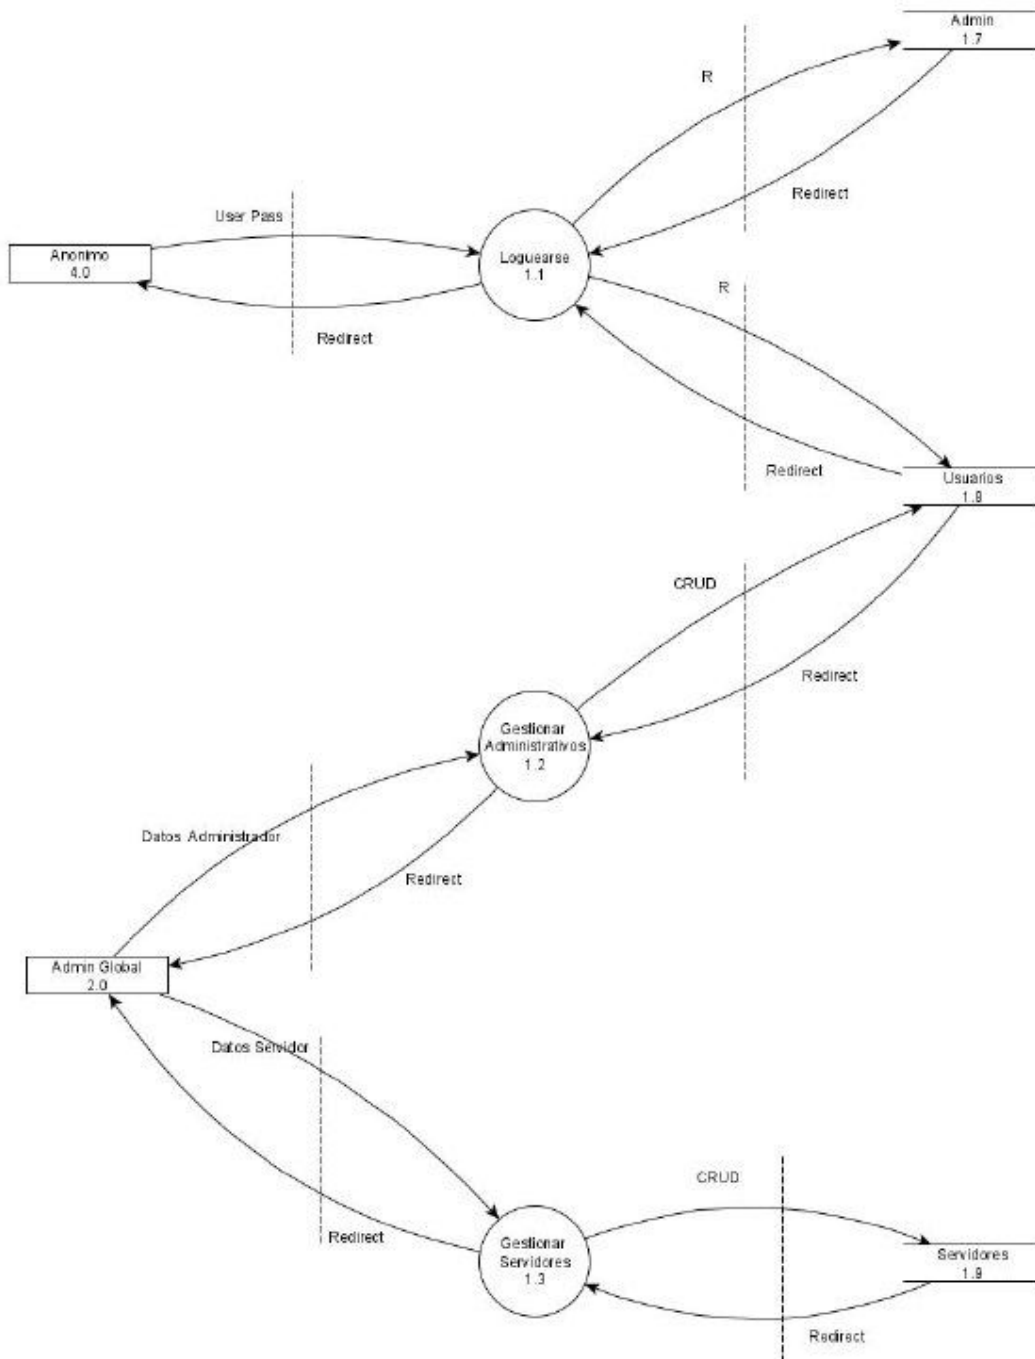 Admin
1.7
R
Redirect
User Pass
Anonimo
4.0
Loguearse
1.1
Redirect
R
Redirect
Usuarios
1.8
CRUD
Redirect
Gestionar
Administrativos
1.2
Datos Administrador
Redirect
Admin Global
2.0
Datos Servidor
Redirect
CRUD
Gestionar
Servidores
1.3
Servidores
1.9
Redirect